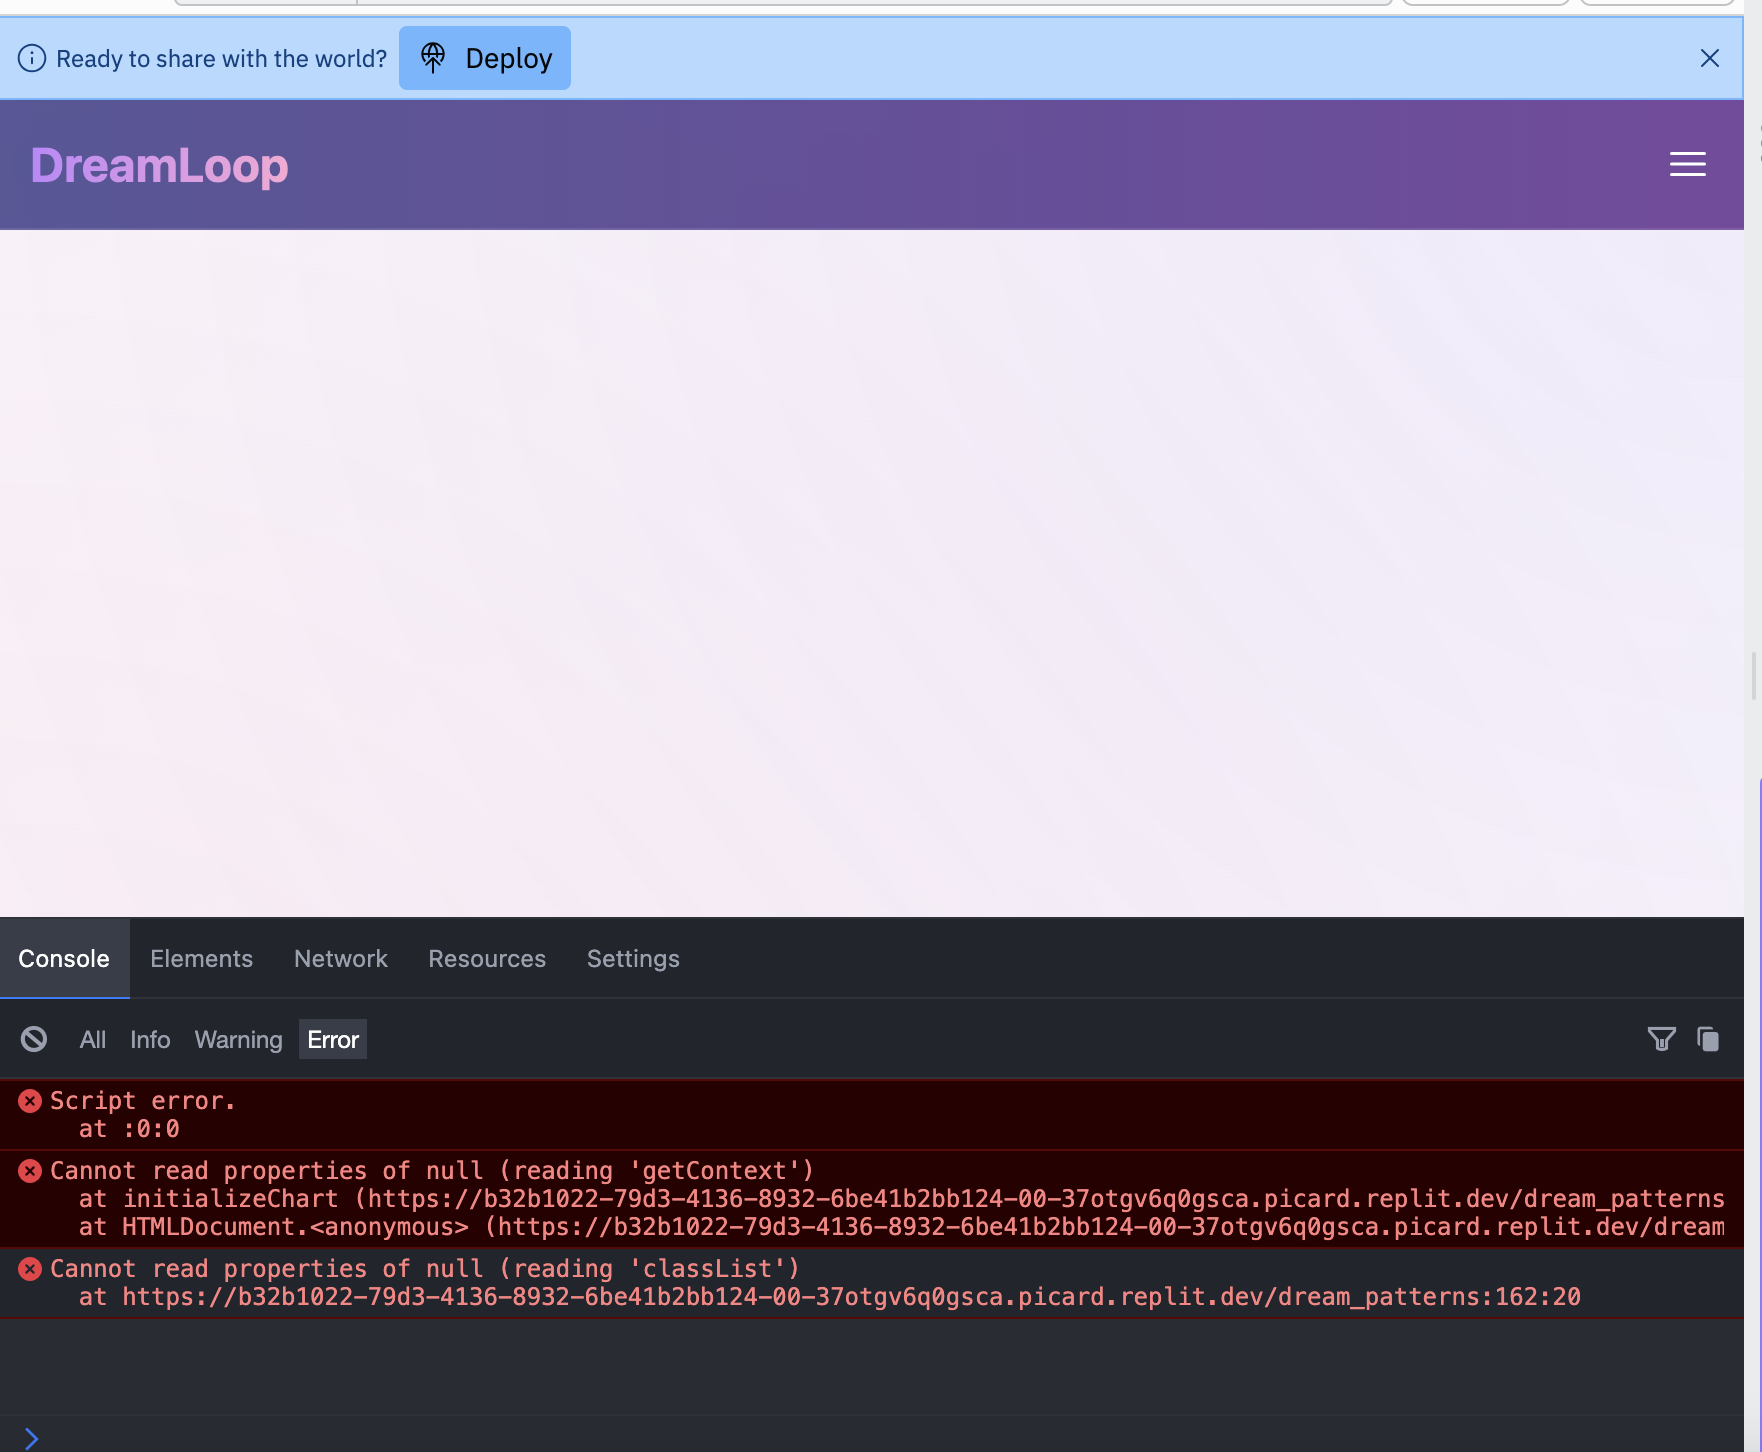 Ready to share with the world? Deploy
DreamLoop
Console Elements Network Resources Settings
All Info Warning Error
Script error.
at :0:0
Cannot read properties of null (reading 'getContext')
at initializeChart (https://b32b1022-79d3-4136-8932-6be41b2bb124-00-37otgv6q0gsca.picard.replit.dev/dream_patterns
at HTMLDocument.<anonymous> (https://b32b1022-79d3-4136-8932-6be41b2bb124-00-37otgv6q0gsca.picard.replit.dev/dream
Cannot read properties of null (reading 'classList')
at https://b32b1022-79d3-4136-8932-6be41b2bb124-00-37otgv6q0gsca.picard.replit.dev/dream_patterns:162:20